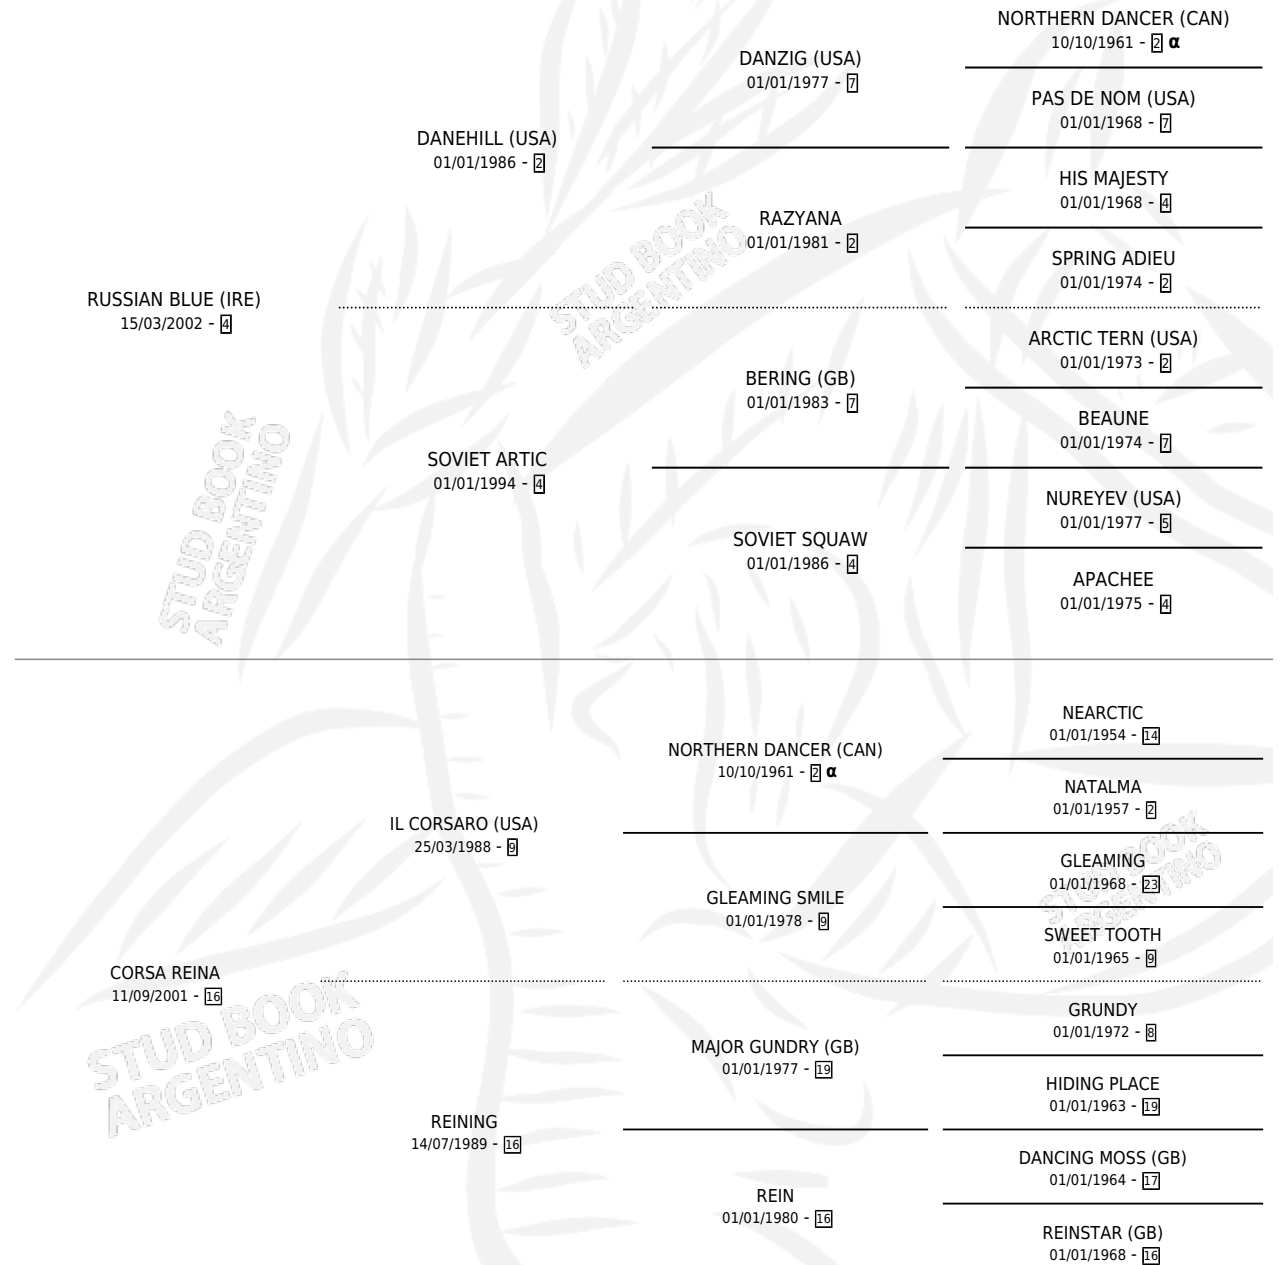 NORTHERN DANCER (CAN)
10/10/1961 - 2 α
DANZIG (USA)
01/01/1977 - 7
PAS DE NOM (USA)
01/01/1968 - 7
DANEHILL (USA)
01/01/1986 - 2
HIS MAJESTY
01/01/1968 - 4
RAZYANA
01/01/1981 - 2
SPRING ADIEU
01/01/1974 - 2
RUSSIAN BLUE (IRE)
15/03/2002 - 4
STUD BOOK
ARGENTINO
ARCTIC TERN (USA)
01/01/1973 - 2
BERING (GB)
01/01/1983 - 7
BEAUNE
01/01/1974 - 7
SOVIET ARTIC
01/01/1994 - 4
NUREYEV (USA)
01/01/1977 - 5
SOVIET SQUAW
01/01/1986 - 4
APACHEE
01/01/1975 - 4
STUD BOOK
ARGENTINO
NEARCTIC
01/01/1954 - 14
NORTHERN DANCER (CAN)
10/10/1961 - 2 α
NATALMA
01/01/1957 - 2
IL CORSARO (USA)
25/03/1988 - 9
GLEAMING
01/01/1968 - 23
STUD BOOK
ARGENTINO
GLEAMING SMILE
01/01/1978 - 9
SWEET TOOTH
01/01/1965 - 9
CORSA REINA
11/09/2001 - 16
STUD BOOK
ARGENTINO
GRUNDY
01/01/1972 - 8
MAJOR GUNDRY (GB)
01/01/1977 - 19
HIDING PLACE
01/01/1963 - 19
REINING
14/07/1989 - 16
DANCING MOSS (GB)
01/01/1964 - 17
REIN
01/01/1980 - 16
REINSTAR (GB)
01/01/1968 - 16